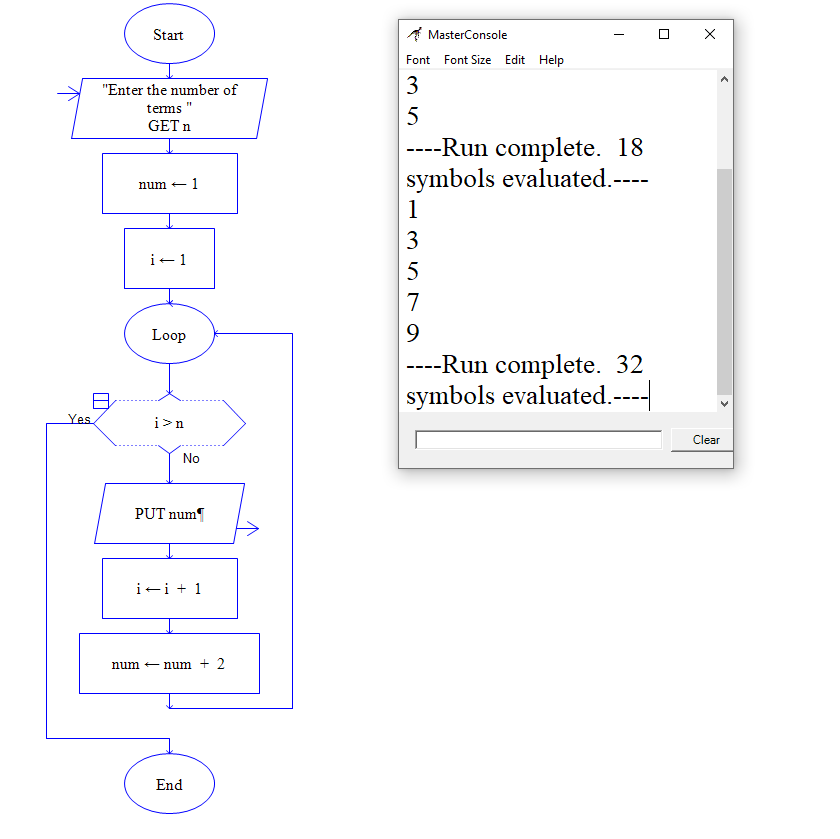 Start
"Enter the number of
terms "
GET n
num ← 1
i ← 1
Loop
Yes
i > n
No
PUT num¶
i ← i + 1
num ← num + 2
End
MasterConsole
Font Font Size Edit Help
3
5
----Run complete. 18
symbols evaluated.----
1
3
5
7
9
----Run complete. 32
symbols evaluated.----
Clear